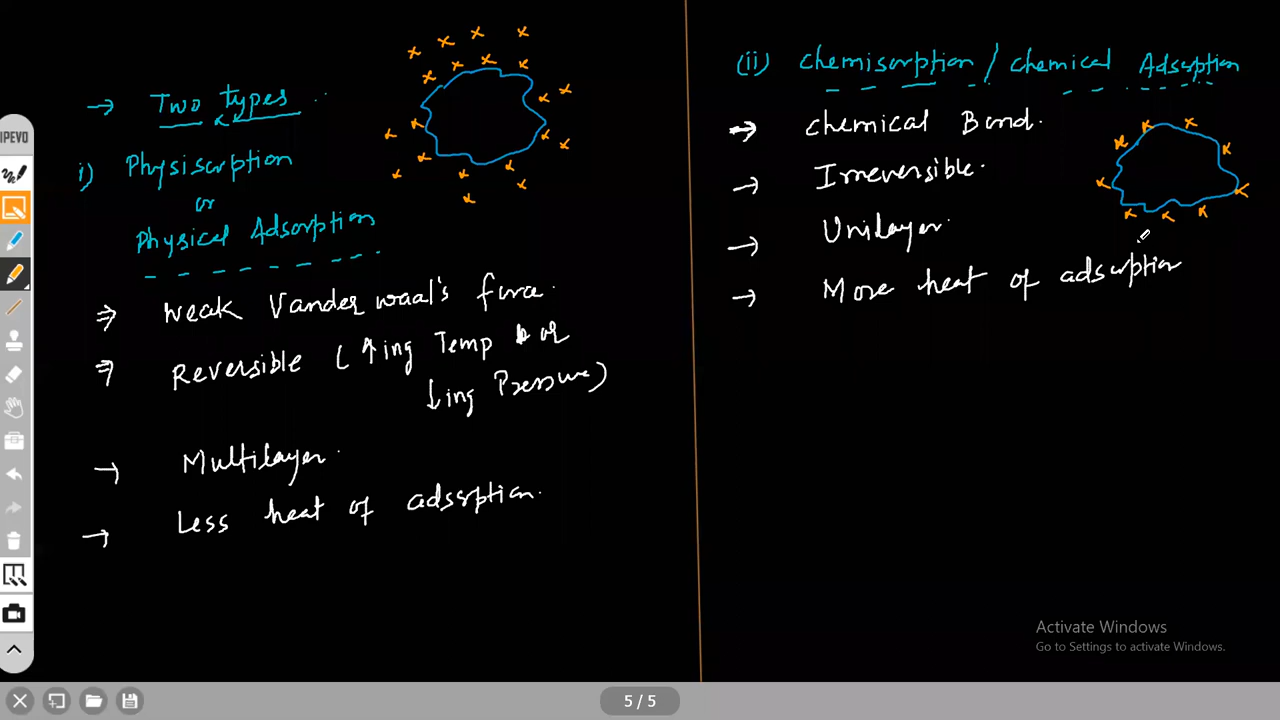 IPEVO
→ Two types
i) Physisorption
or
Physical Adsorption
⇒ Weak Vander waal's force.
⇒ Reversible (↑ing Temp or
↓ing Pressure)
→ Multilayer.
→ Less heat of adsorption.
(ii) Chemisorption / chemical Adsorption
→ Chemical Bond.
→ Irreversible.
→ Unilayer.
→ More heat of adsorption
Activate Windows
Go to Settings to activate Windows.
5 / 5